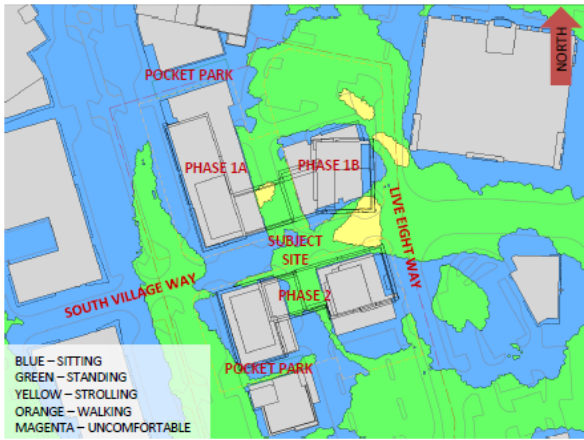 NORTH
POCKET PARK
PHASE 1A
PHASE 1B
LIVE EIGHT WAY
SUBJECT
SITE
SOUTH VILLAGE WAY
PHASE 2
POCKET PARK
BLUE – SITTING
GREEN – STANDING
YELLOW – STROLLING
ORANGE – WALKING
MAGENTA – UNCOMFORTABLE